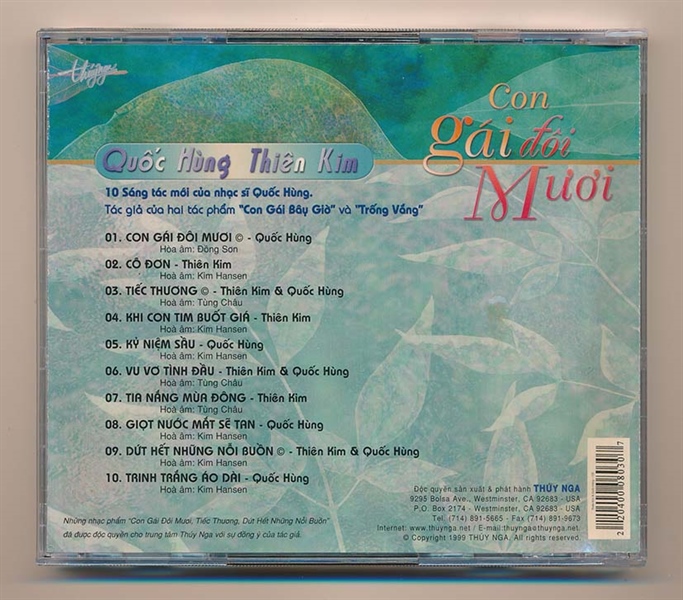 thúynga
Con
gái đôi
Mươi
Quốc Hùng Thiên Kim
10 Sáng tác mới của nhạc sĩ Quốc Hùng.
Tác giả của hai tác phẩm "Con Gái Bây Giờ" và "Trống Vắng"
01. CON GÁI ĐÔI MƯƠI © - Quốc Hùng
Hòa âm: Đồng Sơn
02. CÔ ĐƠN - Thiên Kim
Hoà âm: Kim Hansen
03. TIẾC THƯƠNG © - Thiên Kim & Quốc Hùng
Hoà âm: Tùng Châu
04. KHI CON TIM BUỐT GIÁ - Thiên Kim
Hoà âm: Kim Hansen
05. KỶ NIỆM SẦU - Quốc Hùng
Hoà âm: Kim Hansen
06. VU VƠ TÌNH ĐẦU - Thiên Kim & Quốc Hùng
Hoà âm: Tùng Châu
07. TIA NẮNG MÙA ĐÔNG - Thiên Kim
Hoà âm: Tùng Châu
08. GIỌT NƯỚC MẮT SẼ TAN - Quốc Hùng
Hoà âm: Kim Hansen
09. DỨT HẾT NHỮNG NỖI BUỒN © - Thiên Kim & Quốc Hùng
Hoà âm: Kim Hansen
10. TRINH TRẮNG ÁO DÀI - Quốc Hùng
Hoà âm: Kim Hansen
Những nhạc phẩm "Con Gái Đôi Mươi, Tiếc Thương, Dứt Hết Những Nỗi Buồn"
đã được độc quyền cho trung tâm Thúy Nga với sự đồng ý của tác giả.
Độc quyền sản xuất & phát hành THÚY NGA
9295 Bolsa Ave., Westminster, CA 92683 - USA
P.O. Box 2174 - Westminster, CA 92683 - USA
Tel (714) 891-5665 - Fax (714) 891-9673
Internet: www.thuynga.net / E-mail:thuynga@thuynga.net.
© Copyright 1999 THÚY NGA. All rights reserved.
2 20400 08030 7